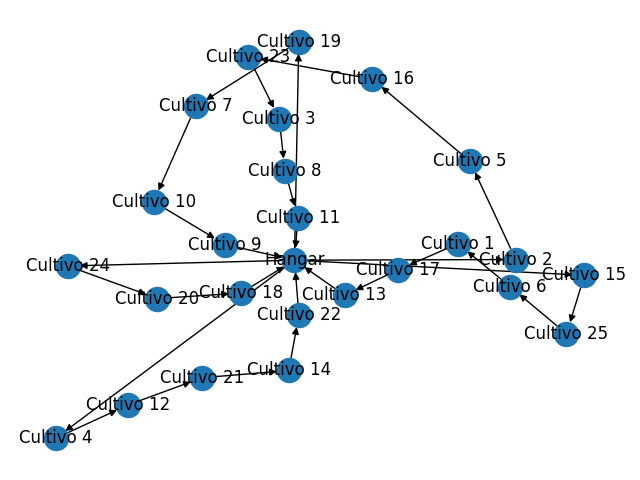 Cultivo 19
Cultivo 23
Cultivo 16
Cultivo 7
Cultivo 3
Cultivo 5
Cultivo 8
Cultivo 10
Cultivo 11
Cultivo 9
Cultivo 1
Hangar
Cultivo 2
Cultivo 24
Cultivo 17
Cultivo 15
Cultivo 6
Cultivo 18
Cultivo 13
Cultivo 20
Cultivo 22
Cultivo 25
Cultivo 14
Cultivo 21
Cultivo 12
Cultivo 4